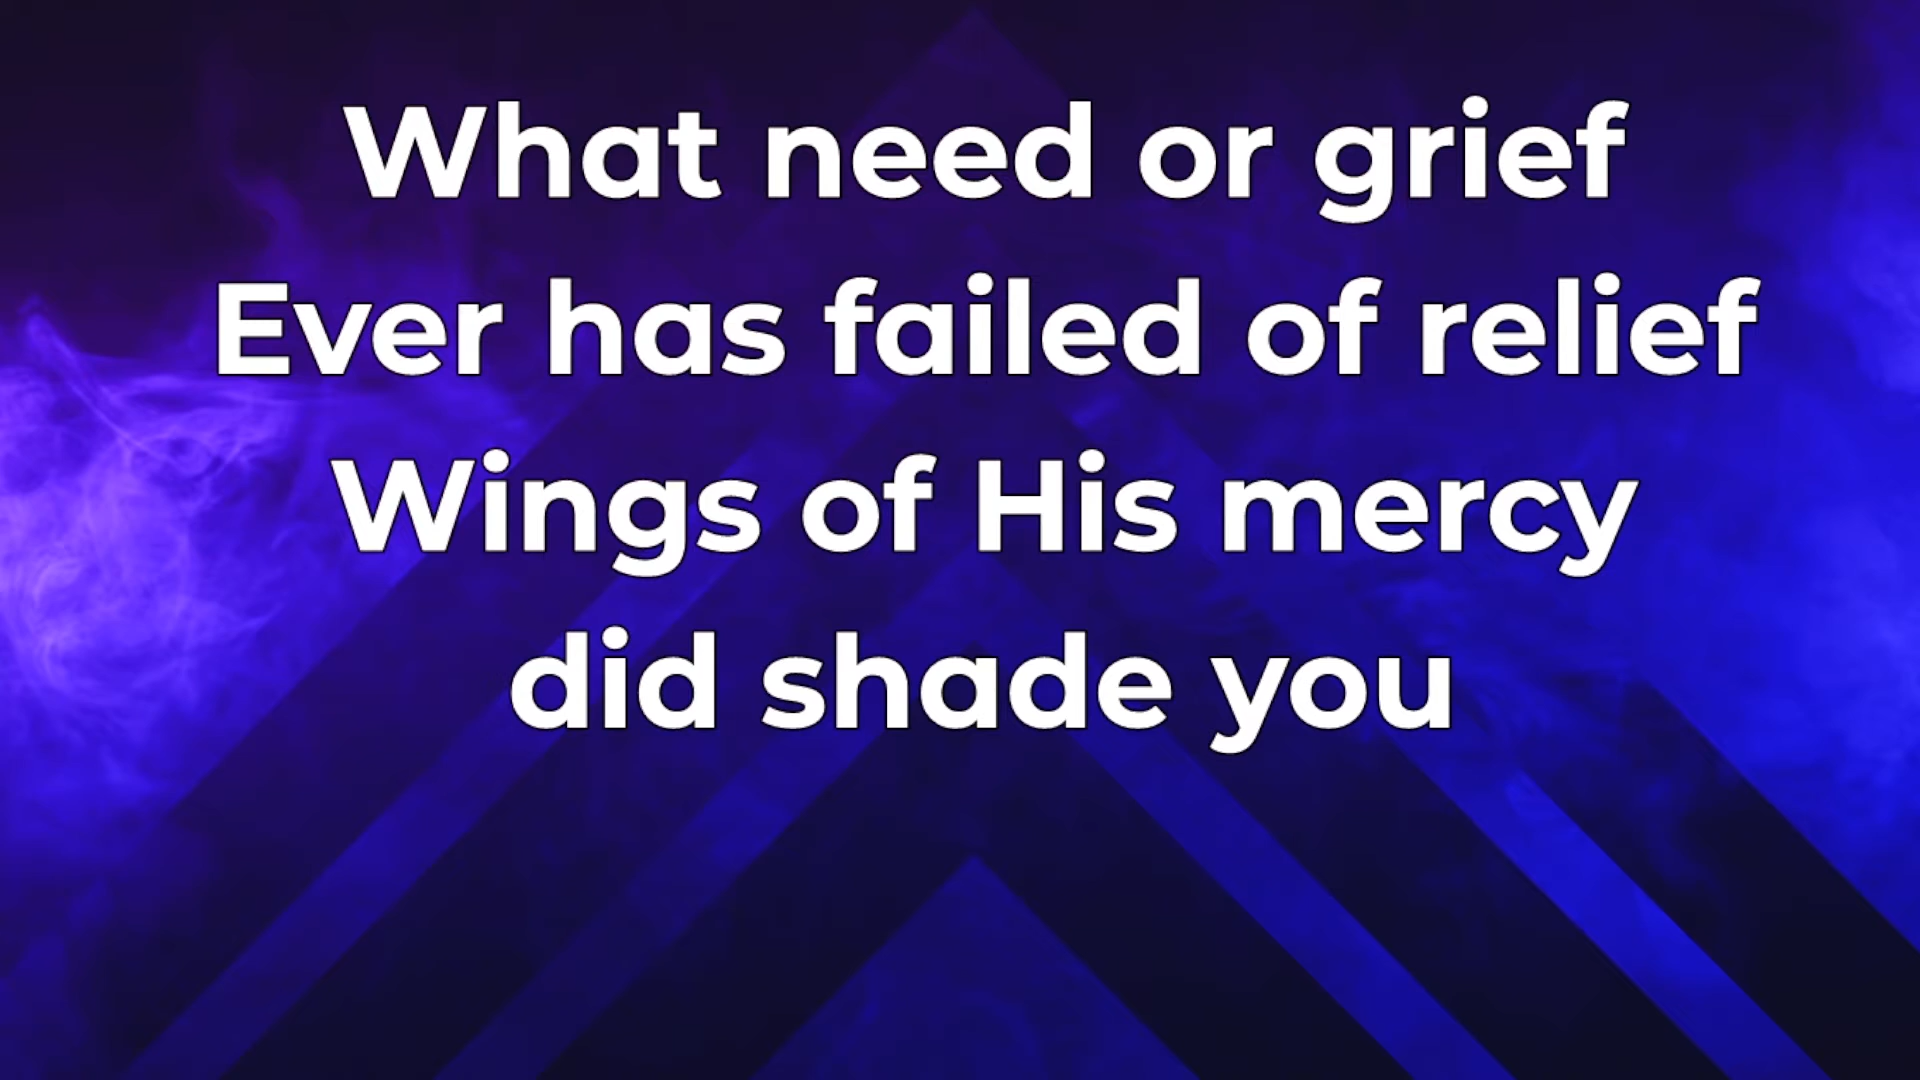 What need or grief
Ever has failed of relief
Wings of His mercy
did shade you